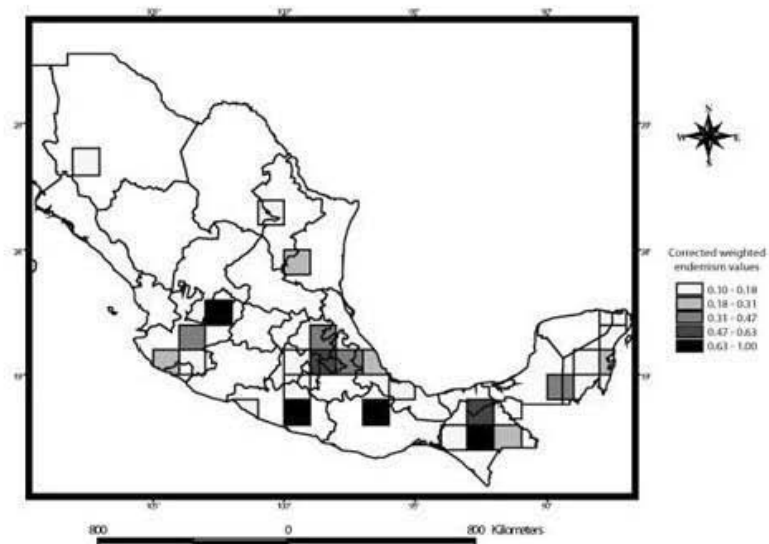 N
W E
S
Corrected weighted
endemism values
0.10 - 0.18
0.18 - 0.31
0.31 - 0.47
0.47 - 0.63
0.63 - 1.00
800 0 800 Kilometers